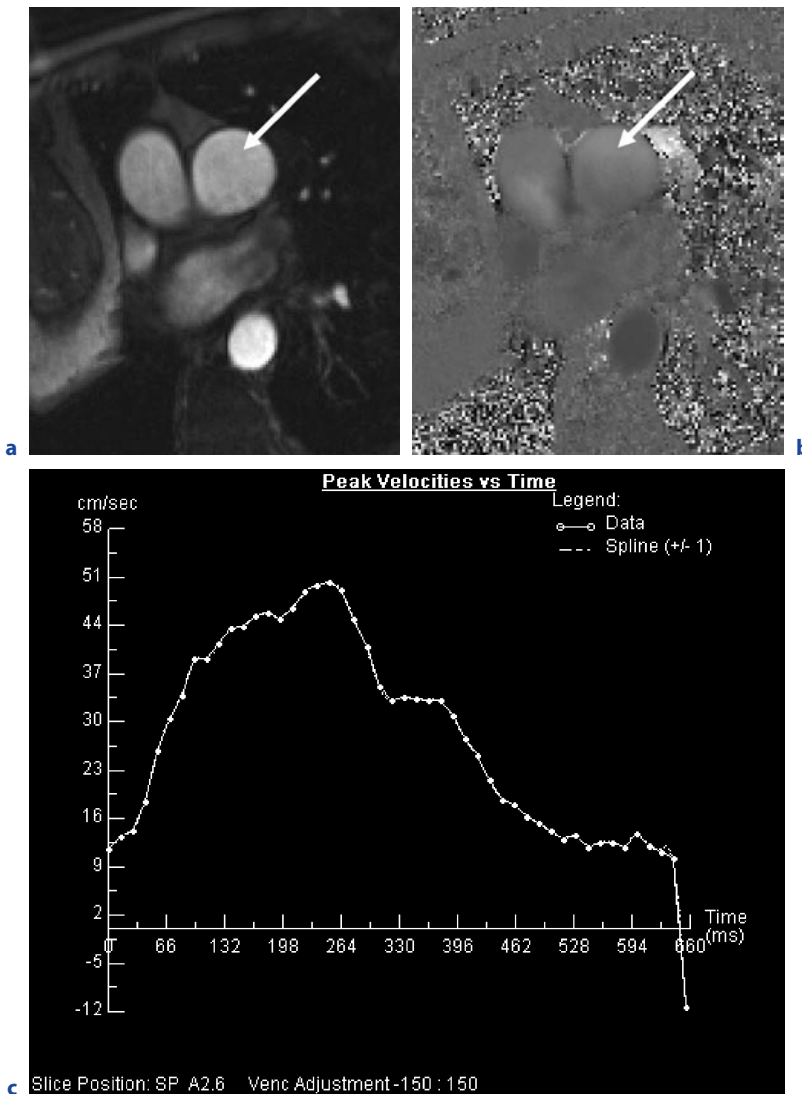 a
b
Peak Velocities vs Time
cm/sec
Legend:
Data
Spline (+/- 1)
58
51
44
37
30
23
16
9
2
-5
-12
0 66 132 198 264 330 396 462 528 594 660
Time
(ms)
c
Slice Position: SP A2.6 Venc Adjustment -150 : 150